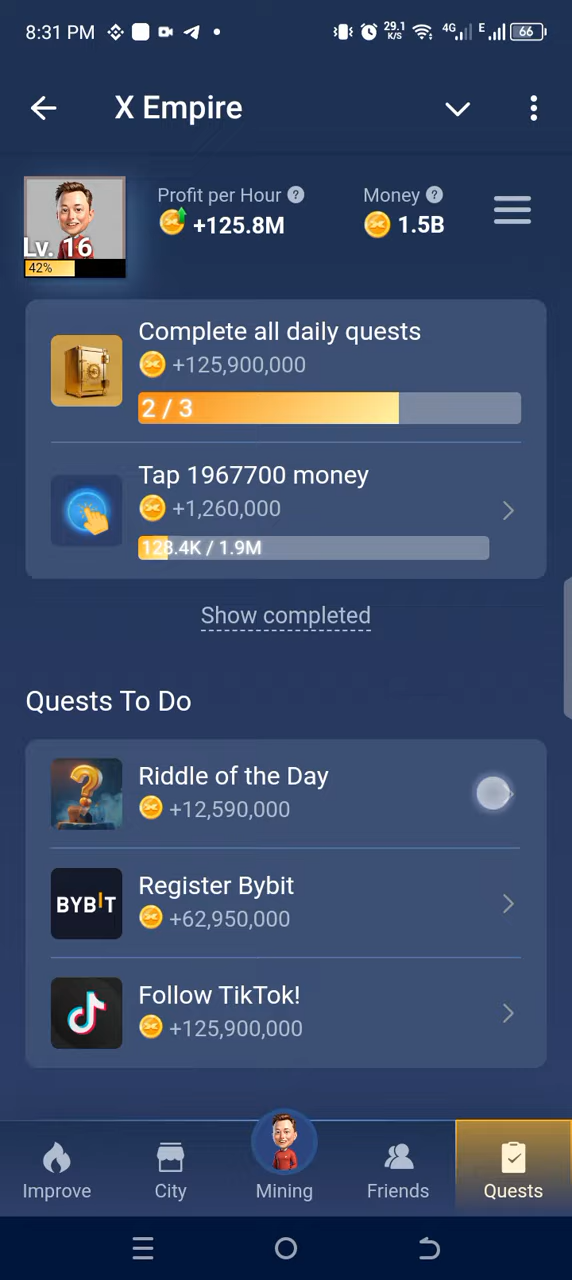 8:31 PM
29.1
K/S
4G
E
66
X Empire
Lv. 16
42%
Profit per Hour ?
+125.8M
Money ?
1.5B
Complete all daily quests
+125,900,000
2 / 3
Tap 1967700 money
+1,260,000
128.4K / 1.9M
Show completed
Quests To Do
Riddle of the Day
+12,590,000
BYBIT
Register Bybit
+62,950,000
Follow TikTok!
+125,900,000
Improve
City
Mining
Friends
Quests